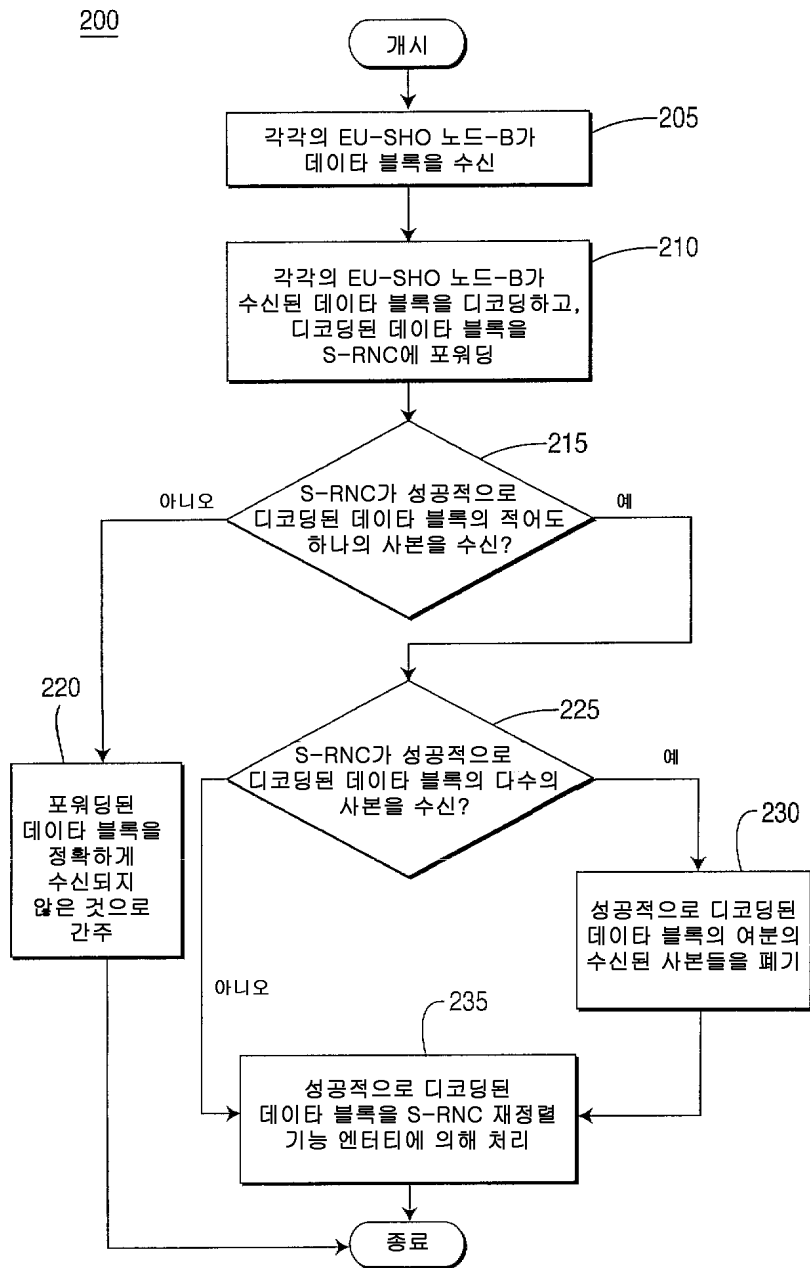 200
개시
각각의 EU-SHO 노드-B가
데이타 블록을 수신
205
각각의 EU-SHO 노드-B가
수신된 데이타 블록을 디코딩하고,
디코딩된 데이타 블록을
S-RNC에 포워딩
210
S-RNC가 성공적으로
디코딩된 데이타 블록의 적어도
하나의 사본을 수신?
215
아니오
예
220
포워딩된
데이타 블록을
정확하게
수신되지
않은 것으로
간주
S-RNC가 성공적으로
디코딩된 데이타 블록의 다수의
사본을 수신?
225
예
아니오
230
성공적으로 디코딩된
데이타 블록의 여분의
수신된 사본들을 폐기
235
성공적으로 디코딩된
데이타 블록을 S-RNC 재정렬
기능 엔터티에 의해 처리
종료